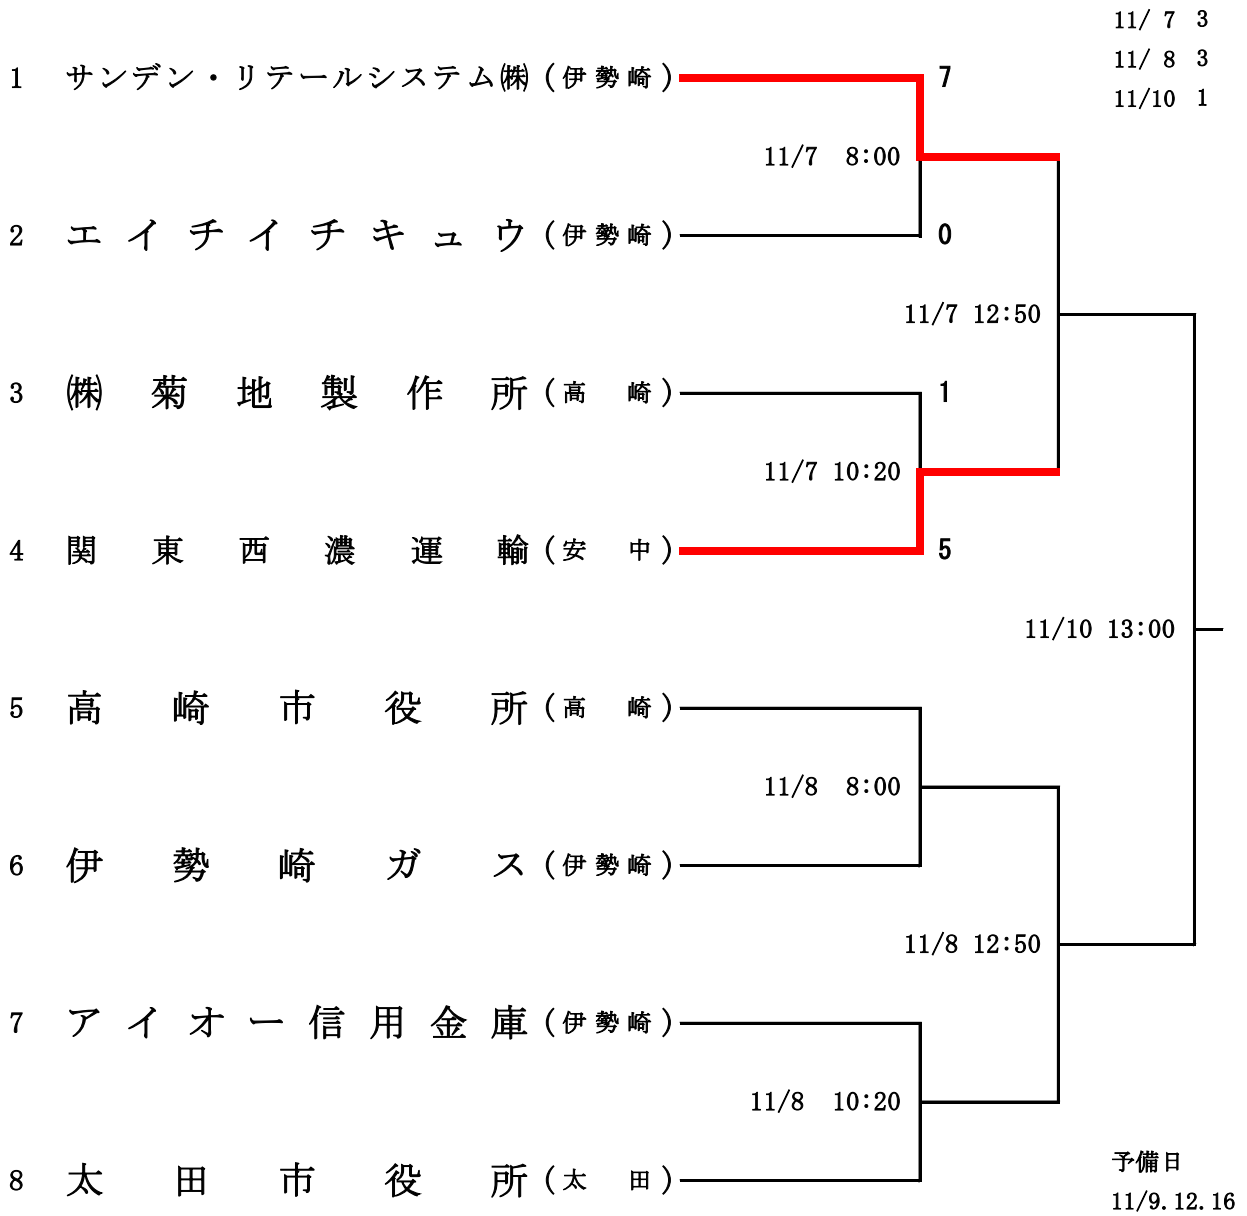 11/ 7 3
11/ 8 3
11/10 1
1 サンデン・リテールシステム㈱(伊勢崎) 7
11/7 8:00
2 エイチイチキュウ(伊勢崎) 0
11/7 12:50
3 ㈱菊地製作所(高崎) 1
11/7 10:20
4 関東西濃運輸(安中) 5
11/10 13:00
5 高崎市役所(高崎)
11/8 8:00
6 伊勢崎ガス(伊勢崎)
11/8 12:50
7 アイオー信用金庫(伊勢崎)
11/8 10:20
8 太田市役所(太田)
予備日
11/9.12.16